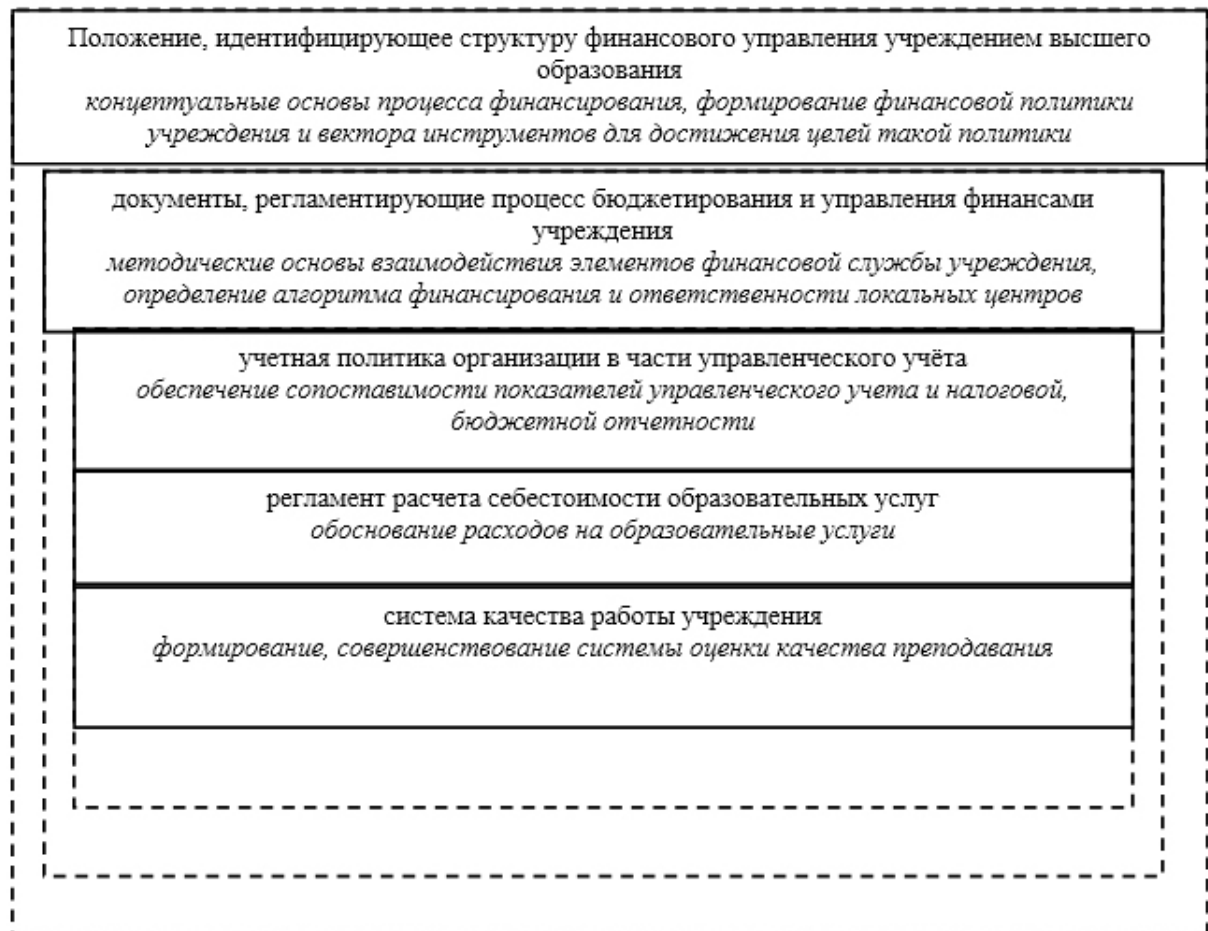 Положение, идентифицирующее структуру финансового управления учреждением высшего
образования
концептуальные основы процесса финансирования, формирование финансовой политики
учреждения и вектора инструментов для достижения целей такой политики
документы, регламентирующие процесс бюджетирования и управления финансами
учреждения
методические основы взаимодействия элементов финансовой службы учреждения,
определение алгоритма финансирования и ответственности локальных центров
учетная политика организации в части управленческого учёта
обеспечение сопоставимости показателей управленческого учета и налоговой,
бюджетной отчетности
регламент расчета себестоимости образовательных услуг
обоснование расходов на образовательные услуги
система качества работы учреждения
формирование, совершенствование системы оценки качества преподавания